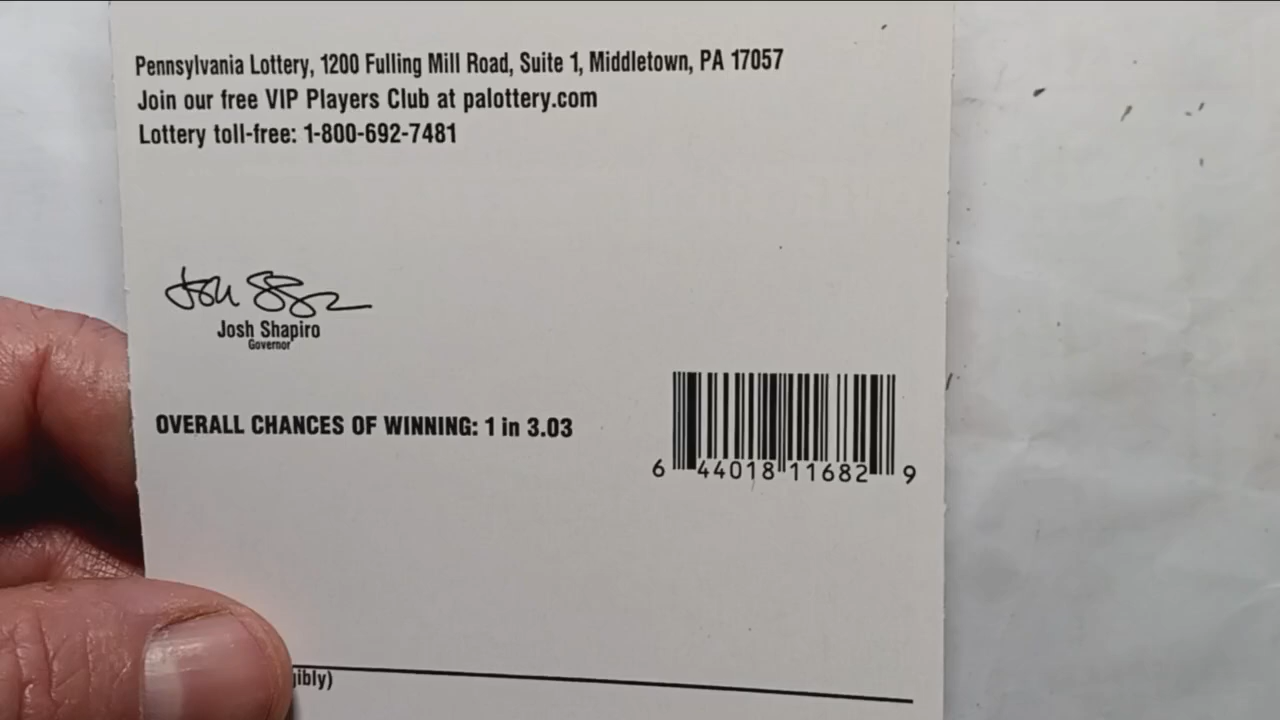 Pennsylvania Lottery, 1200 Fulling Mill Road, Suite 1, Middletown, PA 17057
Join our free VIP Players Club at palottery.com
Lottery toll-free: 1-800-692-7481
Josh Shapiro
Governor
OVERALL CHANCES OF WINNING: 1 in 3.03
6 44018 11682 9
gibly)